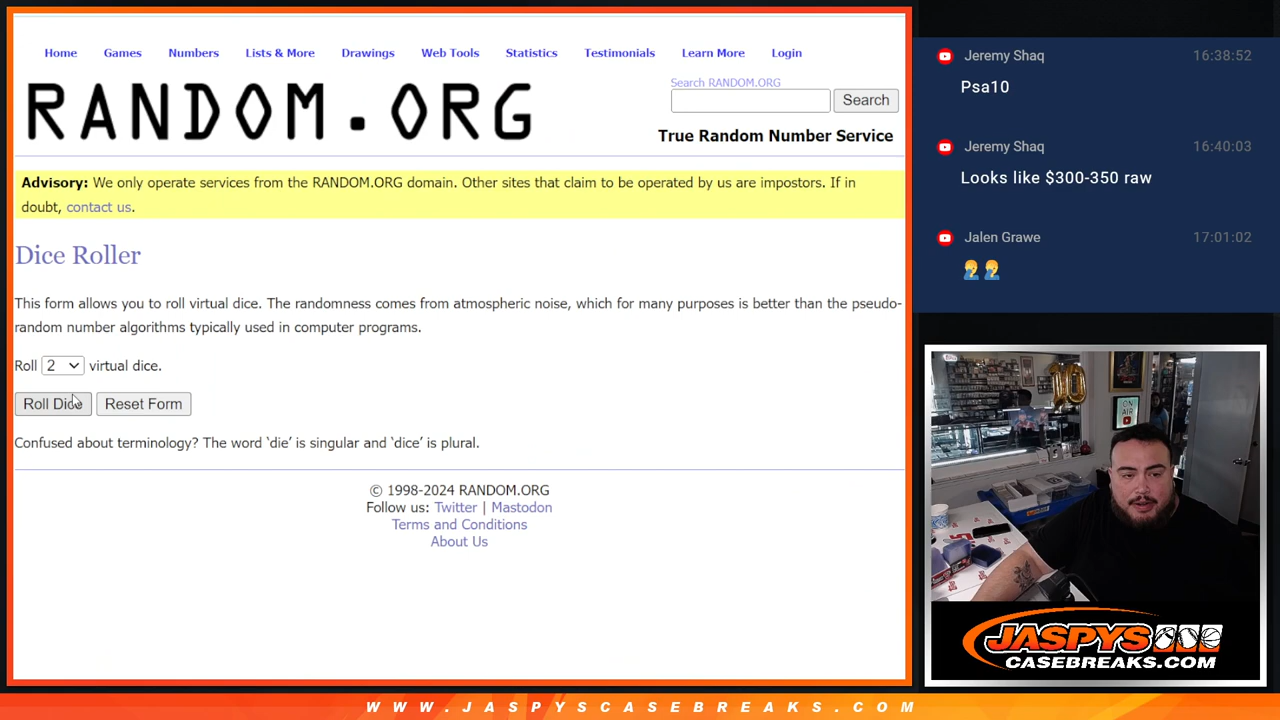 Home Games Numbers Lists & More Drawings Web Tools Statistics Testimonials Learn More Login
RANDOM.ORG
Search RANDOM.ORG
Search
True Random Number Service
Advisory: We only operate services from the RANDOM.ORG domain. Other sites that claim to be operated by us are impostors. If in
doubt, contact us.
Dice Roller
This form allows you to roll virtual dice. The randomness comes from atmospheric noise, which for many purposes is better than the pseudo-
random number algorithms typically used in computer programs.
Roll 2 virtual dice.
Roll Dice Reset Form
Confused about terminology? The word ‘die’ is singular and ‘dice’ is plural.
© 1998-2024 RANDOM.ORG
Follow us: Twitter | Mastodon
Terms and Conditions
About Us
Jeremy Shaq 16:38:52
Psa10
Jeremy Shaq 16:40:03
Looks like $300-350 raw
Jalen Grawe 17:01:02
10
ON
AIR
JASPYS
CASEBREAKS.COM
WWW.JASPYSCASEBREAKS.COM